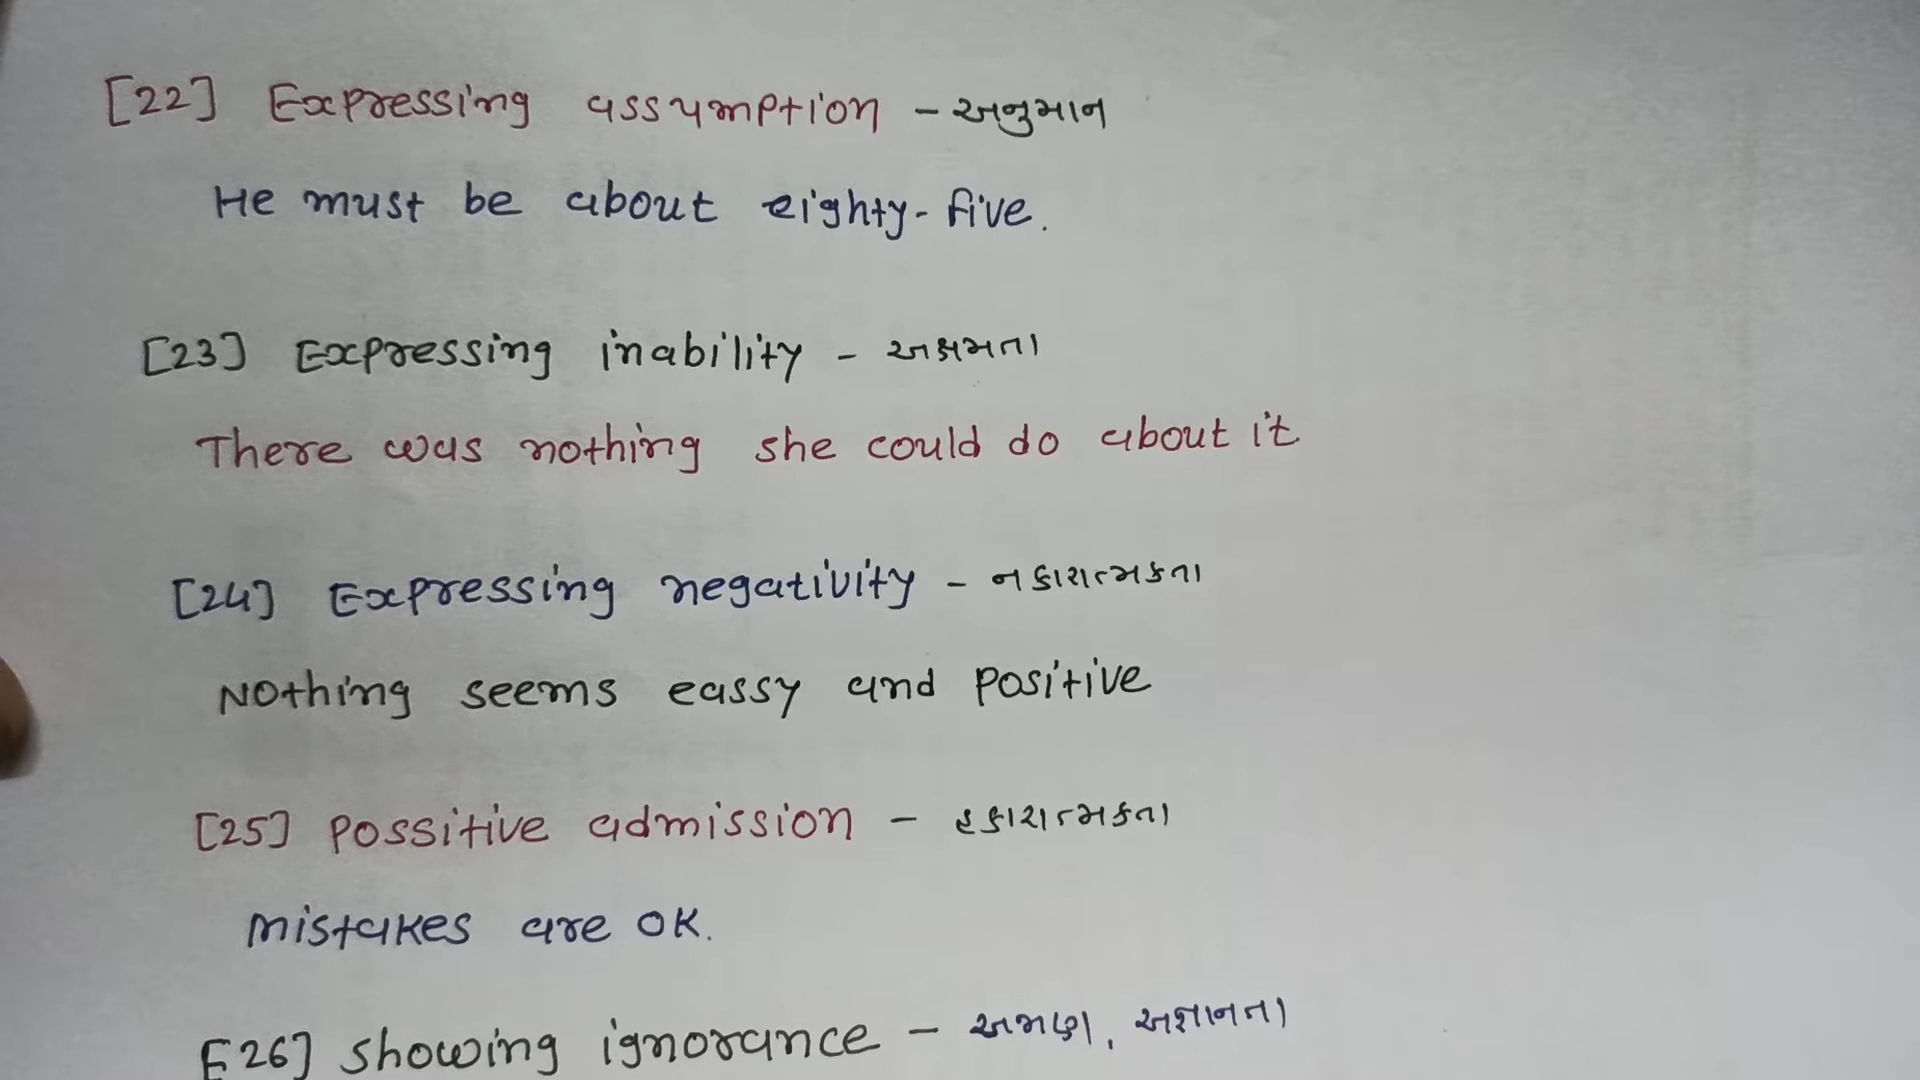 [22] Expressing assumption - અનુમાન
He must be about eighty-five.
[23] Expressing inability - અક્ષમતા
There was nothing she could do about it
[24] Expressing negativity - નકારાત્મકતા
Nothing seems eassy and positive
[25] possitive admission - હકારાત્મકતા
mistakes are OK.
[26] showing ignorance - અભણ, અજ્ઞાનતા